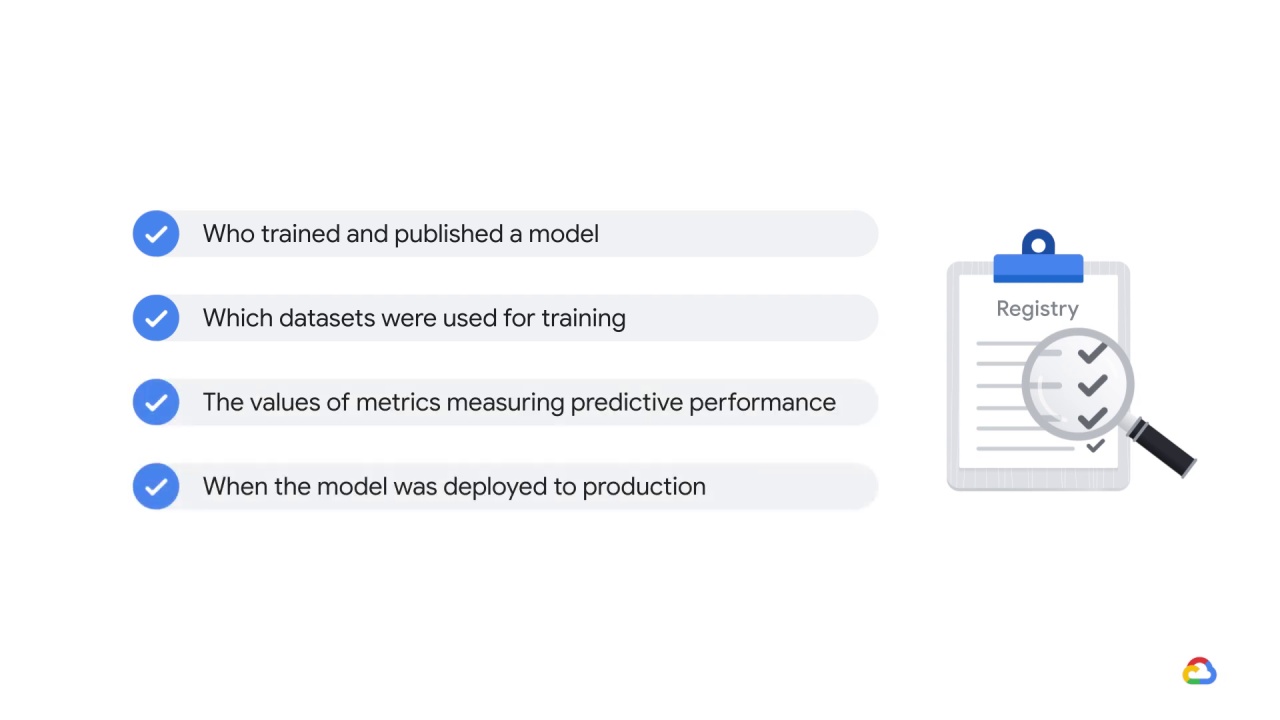 Who trained and published a model
Which datasets were used for training
The values of metrics measuring predictive performance
When the model was deployed to production
Registry